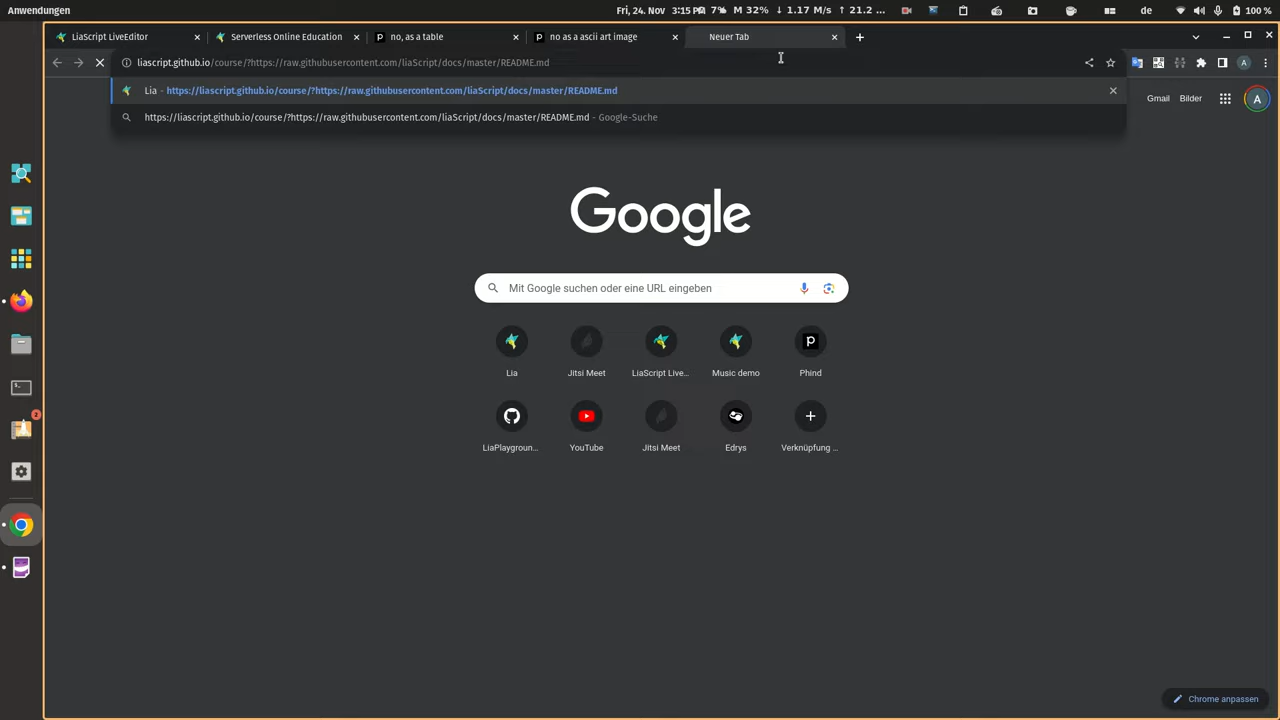 Anwendungen
Fri, 24. Nov 3:15 PM 7% M 32% ↓ 1.17 M/s ↑ 21.2 ... de 100 %
LiaScript LiveEditor
Serverless Online Education
no, as a table
no as a ascii art image
Neuer Tab
liascript.github.io/course/?https://raw.githubusercontent.com/liaScript/docs/master/README.md
A
Lia - https://liascript.github.io/course/?https://raw.githubusercontent.com/liaScript/docs/master/README.md
https://liascript.github.io/course/?https://raw.githubusercontent.com/liaScript/docs/master/README.md - Google-Suche
Gmail Bilder A
Google
Mit Google suchen oder eine URL eingeben
Lia Jitsi Meet LiaScript Live... Music demo Phind
LiaPlaygroun... YouTube Jitsi Meet Edrys Verknüpfung ...
2
Chrome anpassen